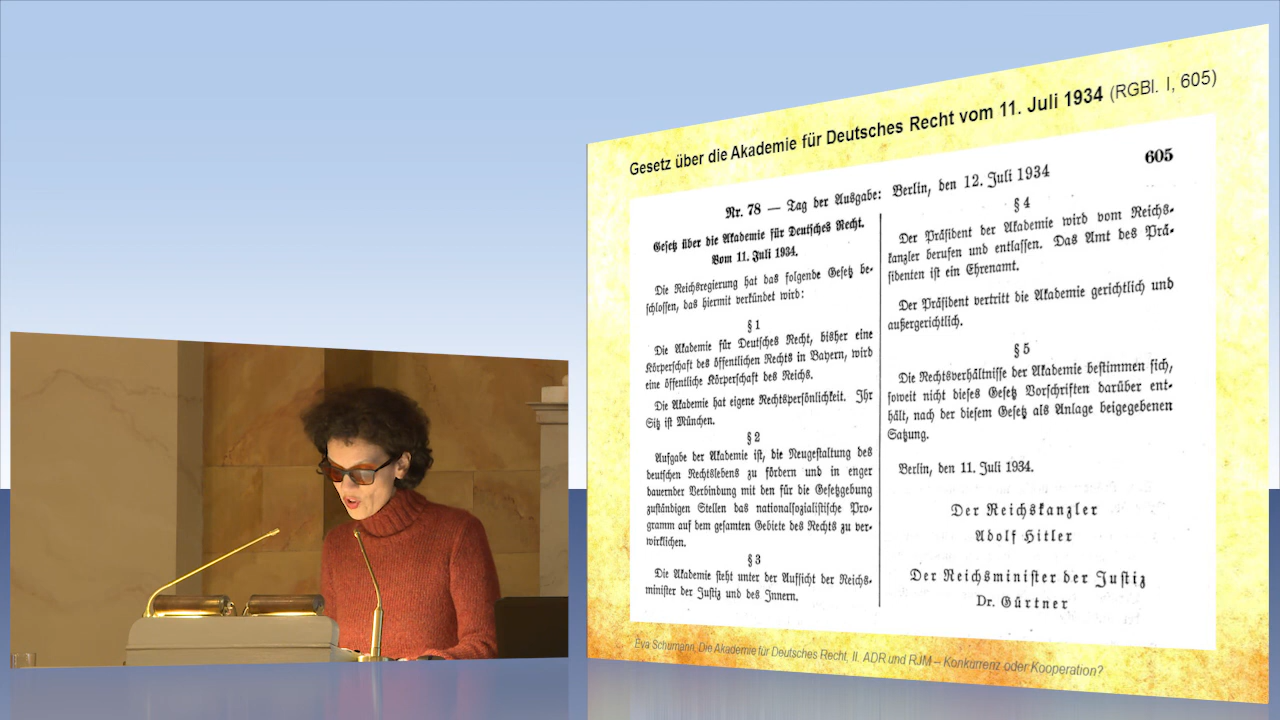 Gesetz über die Akademie für Deutsches Recht vom 11. Juli 1934 (RGBl. I, 605)
605
Nr. 78 — Tag der Ausgabe: Berlin, den 12. Juli 1934
Gesetz über die Akademie für Deutsches Recht.
Vom 11. Juli 1934.
Die Reichsregierung hat das folgende Gesetz be-
schlossen, das hiermit verkündet wird:
§ 1
Die Akademie für Deutsches Recht, bisher eine
Körperschaft des öffentlichen Rechts in Bayern, wird
eine öffentliche Körperschaft des Reichs.
Die Akademie hat eigene Rechtspersönlichkeit. Ihr
Sitz ist München.
§ 2
Aufgabe der Akademie ist, die Neugestaltung des
deutschen Rechtslebens zu fördern und in enger
dauernder Verbindung mit den für die Gesetzgebung
zuständigen Stellen das nationalsozialistische Pro-
gramm auf dem gesamten Gebiete des Rechts zu ver-
wirklichen.
§ 3
Die Akademie steht unter der Aufsicht der Reichs-
minister der Justiz und des Innern.
§ 4
Der Präsident der Akademie wird vom Reichs-
kanzler berufen und entlassen. Das Amt des Prä-
sidenten ist ein Ehrenamt.
Der Präsident vertritt die Akademie gerichtlich und
außergerichtlich.
§ 5
Die Rechtsverhältnisse der Akademie bestimmen sich,
soweit nicht dieses Gesetz Vorschriften darüber ent-
hält, nach der diesem Gesetz als Anlage beigegebenen
Satzung.
Berlin, den 11. Juli 1934.
Der Reichskanzler
Adolf Hitler
Der Reichsminister der Justiz
Dr. Gürtner
Eva Schumann, Die Akademie für Deutsches Recht. II. ADR und RJM – Konkurrenz oder Kooperation?